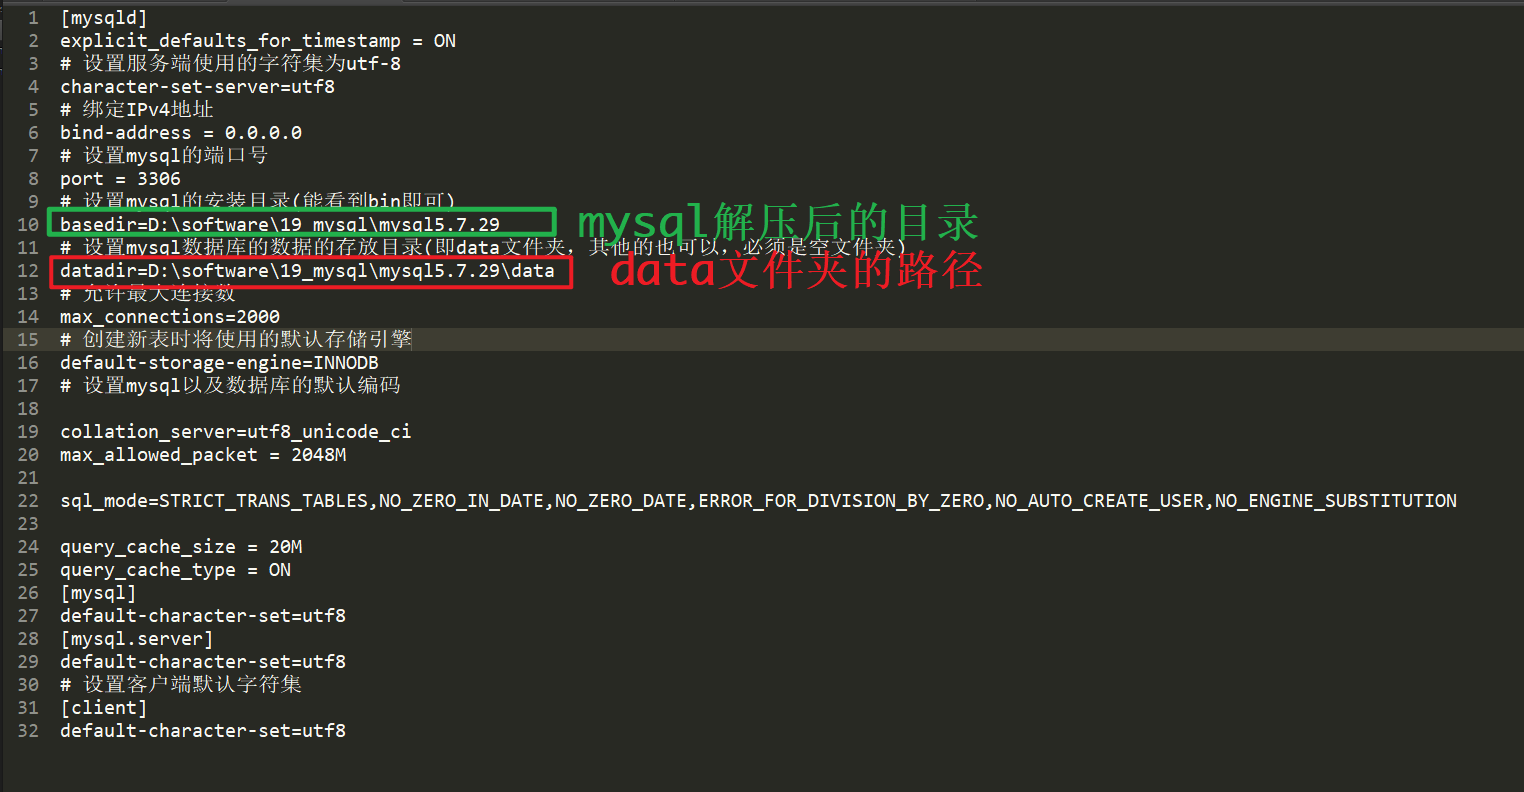 1 [mysqld]
2 explicit_defaults_for_timestamp = ON
3 # 设置服务端使用的字符集为utf-8
4 character-set-server=utf8
5 # 绑定IPv4地址
6 bind-address = 0.0.0.0
7 # 设置mysql的端口号
8 port = 3306
9 # 设置mysql的安装目录(能看到bin即可)
10 basedir=D:\software\19_mysql\mysql5.7.29 mysql解压后的目录
11 # 设置mysql数据库的数据的存放目录(即data文件夹，其他的也可以，必须是空文件夹)
12 datadir=D:\software\19_mysql\mysql5.7.29\data data文件夹的路径
13 # 允许最大连接数
14 max_connections=2000
15 # 创建新表时将使用的默认存储引擎
16 default-storage-engine=INNODB
17 # 设置mysql以及数据库的默认编码
18
19 collation_server=utf8_unicode_ci
20 max_allowed_packet = 2048M
21
22 sql_mode=STRICT_TRANS_TABLES,NO_ZERO_IN_DATE,NO_ZERO_DATE,ERROR_FOR_DIVISION_BY_ZERO,NO_AUTO_CREATE_USER,NO_ENGINE_SUBSTITUTION
23
24 query_cache_size = 20M
25 query_cache_type = ON
26 [mysql]
27 default-character-set=utf8
28 [mysql.server]
29 default-character-set=utf8
30 # 设置客户端默认字符集
31 [client]
32 default-character-set=utf8